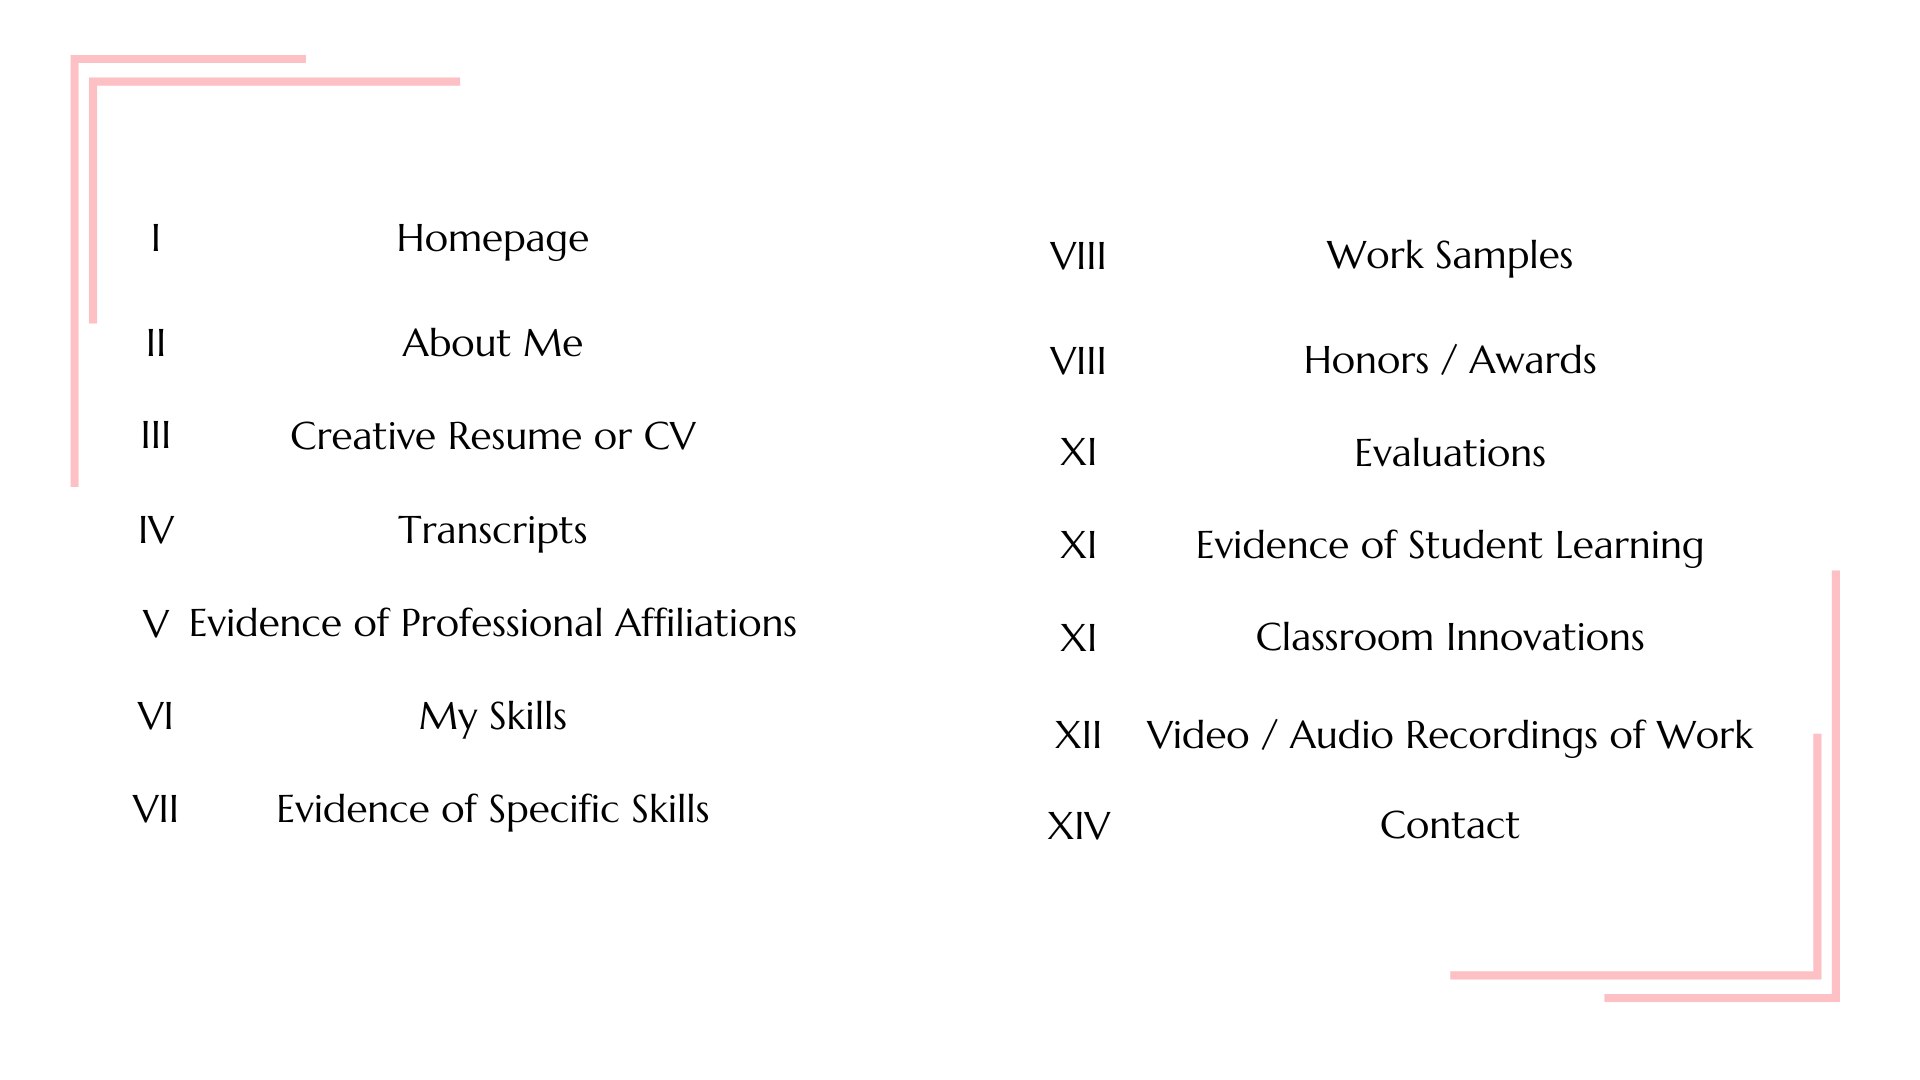 I Homepage
II About Me
III Creative Resume or CV
IV Transcripts
V Evidence of Professional Affiliations
VI My Skills
VII Evidence of Specific Skills
VIII Work Samples
VIII Honors / Awards
XI Evaluations
XI Evidence of Student Learning
XI Classroom Innovations
XII Video / Audio Recordings of Work
XIV Contact